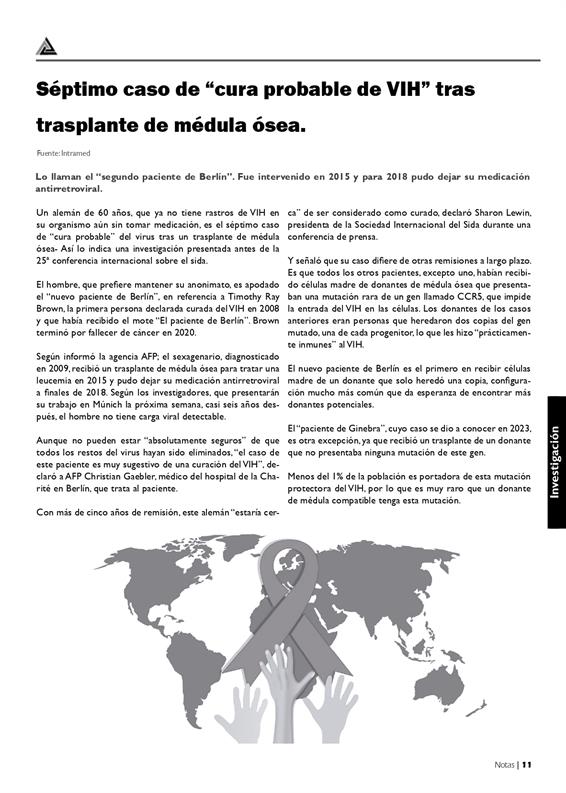 Séptimo caso de “cura probable de VIH” tras
trasplante de médula ósea.
Fuente: Intramed
Lo llaman el “segundo paciente de Berlín”. Fue intervenido en 2015 y para 2018 pudo dejar su medicación
antirretroviral.
Un alemán de 60 años, que ya no tiene rastros de VIH en
su organismo aún sin tomar medicación, es el séptimo caso
de “cura probable” del virus tras un trasplante de médula
ósea- Así lo indica una investigación presentada antes de la
25ª conferencia internacional sobre el sida.
El hombre, que prefiere mantener su anonimato, es apodado
el “nuevo paciente de Berlín”, en referencia a Timothy Ray
Brown, la primera persona declarada curada del VIH en 2008
y que había recibido el mote “El paciente de Berlín”. Brown
terminó por fallecer de cáncer en 2020.
Según informó la agencia AFP, el sexagenario, diagnosticado
en 2009, recibió un trasplante de médula ósea para tratar una
leucemia en 2015 y pudo dejar su medicación antirretroviral
a finales de 2018. Según los investigadores, que presentarán
su trabajo en Múnich la próxima semana, casi seis años des-
pués, el hombre no tiene carga viral detectable.
Aunque no pueden estar “absolutamente seguros” de que
todos los restos del virus hayan sido eliminados, “el caso de
este paciente es muy sugestivo de una curación del VIH”, de-
claró a AFP Christian Gaebler, médico del hospital de la Cha-
rité en Berlín, que trata al paciente.
Con más de cinco años de remisión, este alemán “estaría cer-
ca” de ser considerado como curado, declaró Sharon Lewin,
presidenta de la Sociedad Internacional del Sida durante una
conferencia de prensa.
Y señaló que su caso difiere de otras remisiones a largo plazo.
Es que todos los otros pacientes, excepto uno, habían recibi-
do células madre de donantes de médula ósea que presenta-
ban una mutación rara de un gen llamado CCR5, que impide
la entrada del VIH en las células. Los donantes de los casos
anteriores eran personas que heredaron dos copias del gen
mutado, una de cada progenitor, lo que les hizo “prácticamen-
te inmunes” al VIH.
El nuevo paciente de Berlín es el primero en recibir células
madre de un donante que solo heredó una copia, configura-
ción mucho más común que da esperanza de encontrar más
donantes potenciales.
El “paciente de Ginebra”, cuyo caso se dio a conocer en 2023,
es otra excepción, ya que recibió un trasplante de un donante
que no presentaba ninguna mutación de este gen.
Menos del 1% de la población es portadora de esta mutación
protectora del VIH, por lo que es muy raro que un donante
de médula compatible tenga esta mutación.
Investigación
Notas | 11